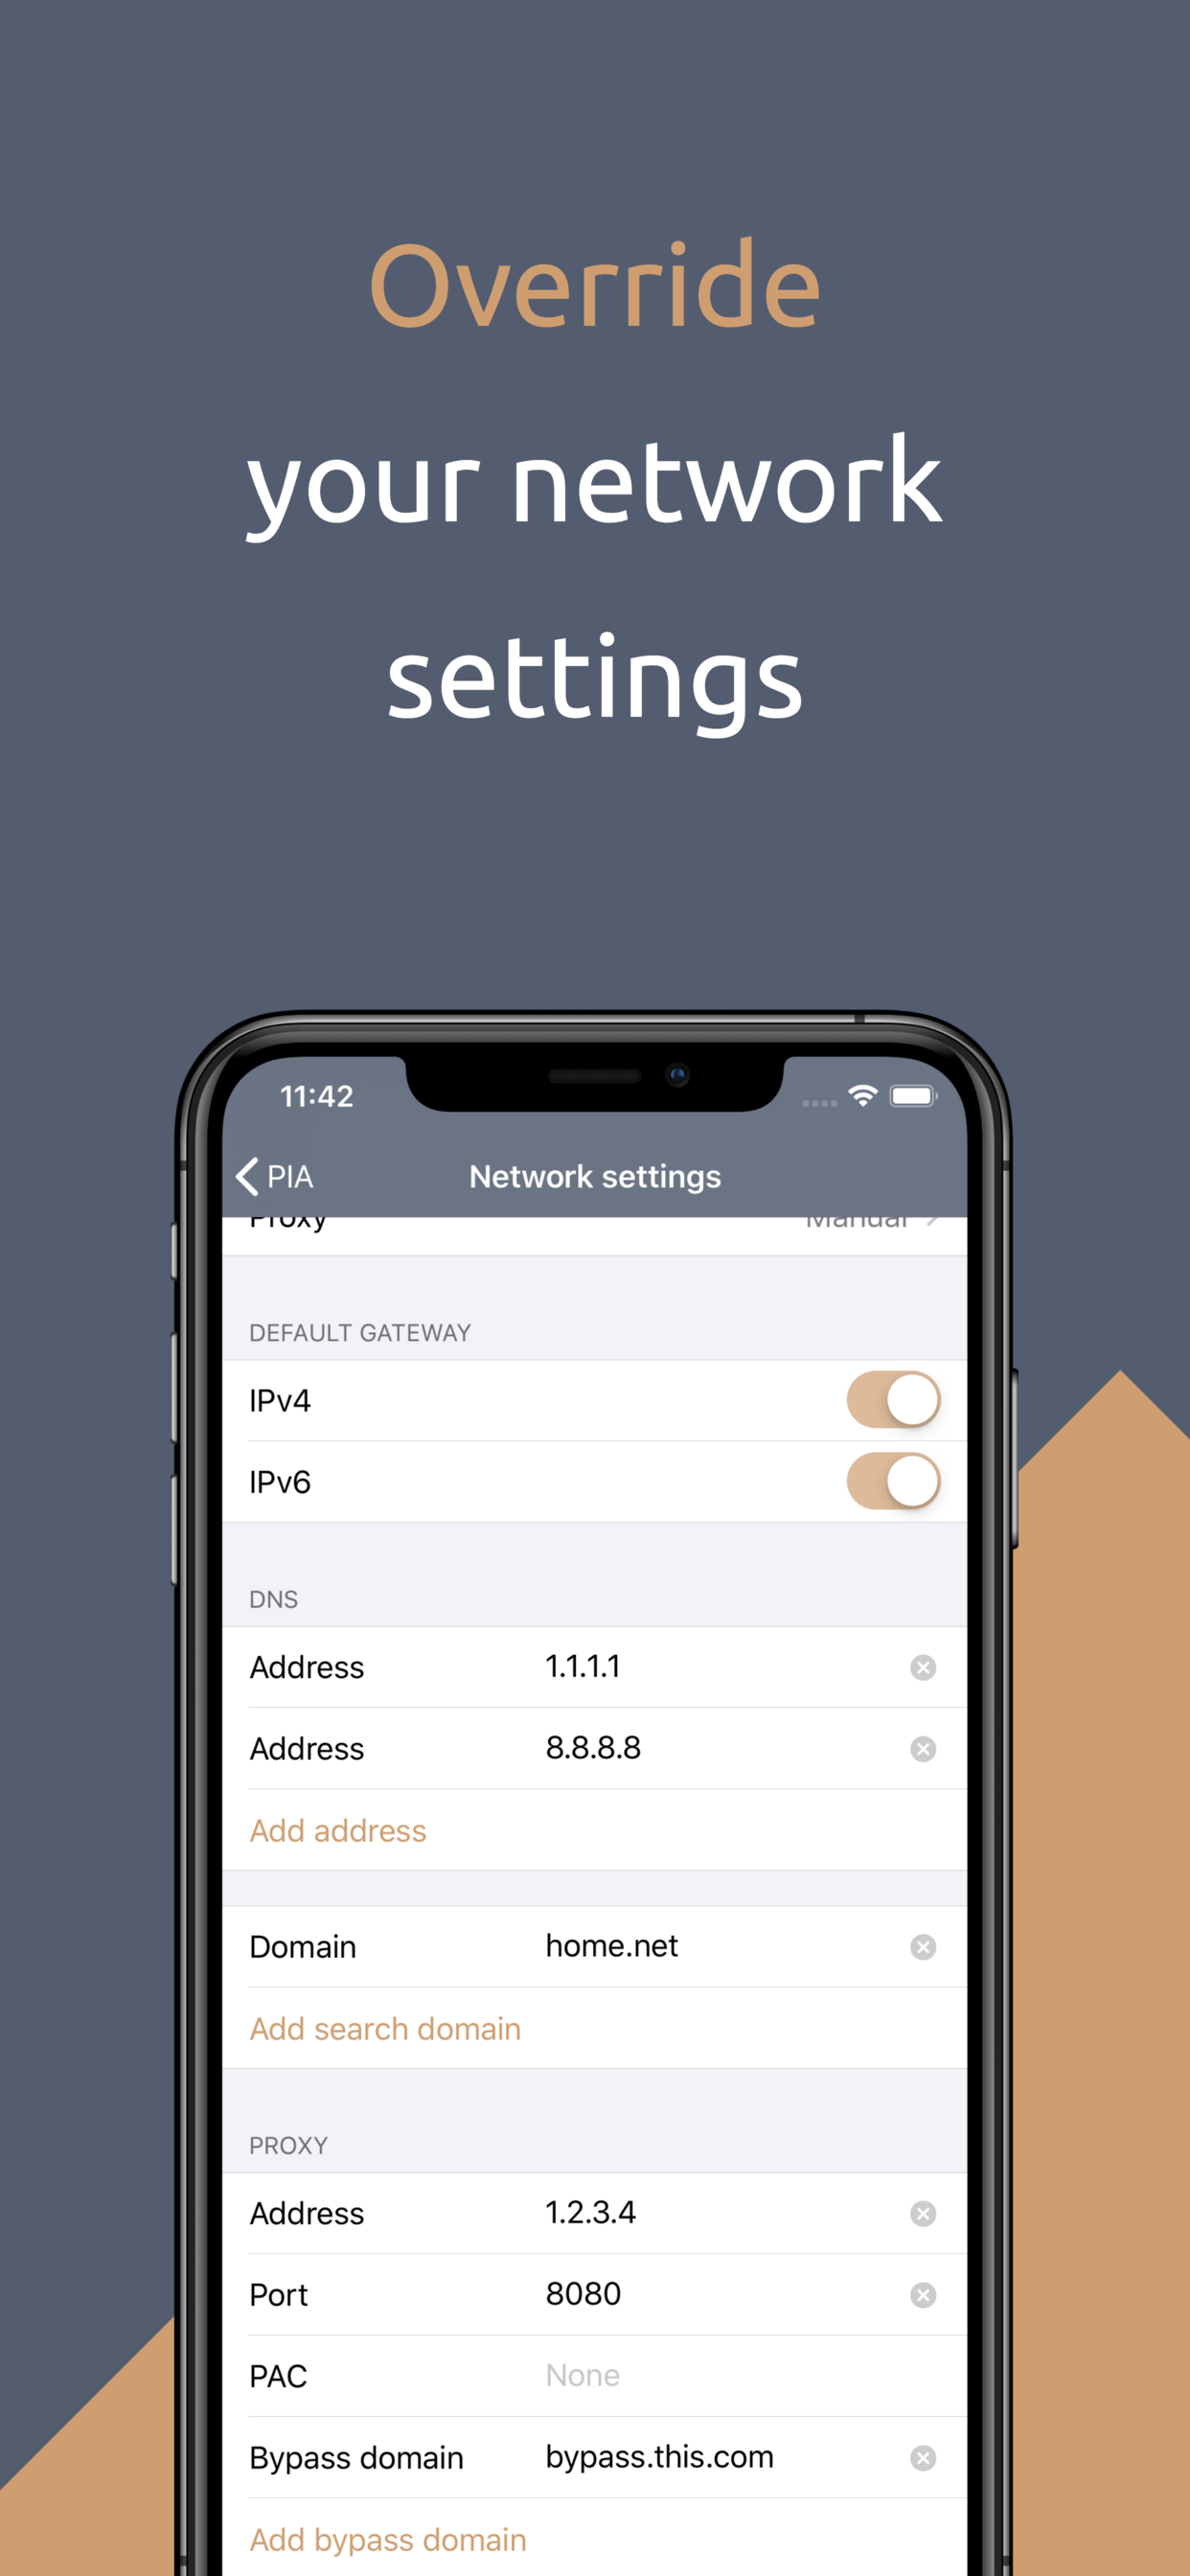 Override
your network
settings
11:42
PIA Network settings
Proxy Manual
DEFAULT GATEWAY
IPv4
IPv6
DNS
Address 1.1.1.1
Address 8.8.8.8
Add address
Domain home.net
Add search domain
PROXY
Address 1.2.3.4
Port 8080
PAC None
Bypass domain bypass.this.com
Add bypass domain